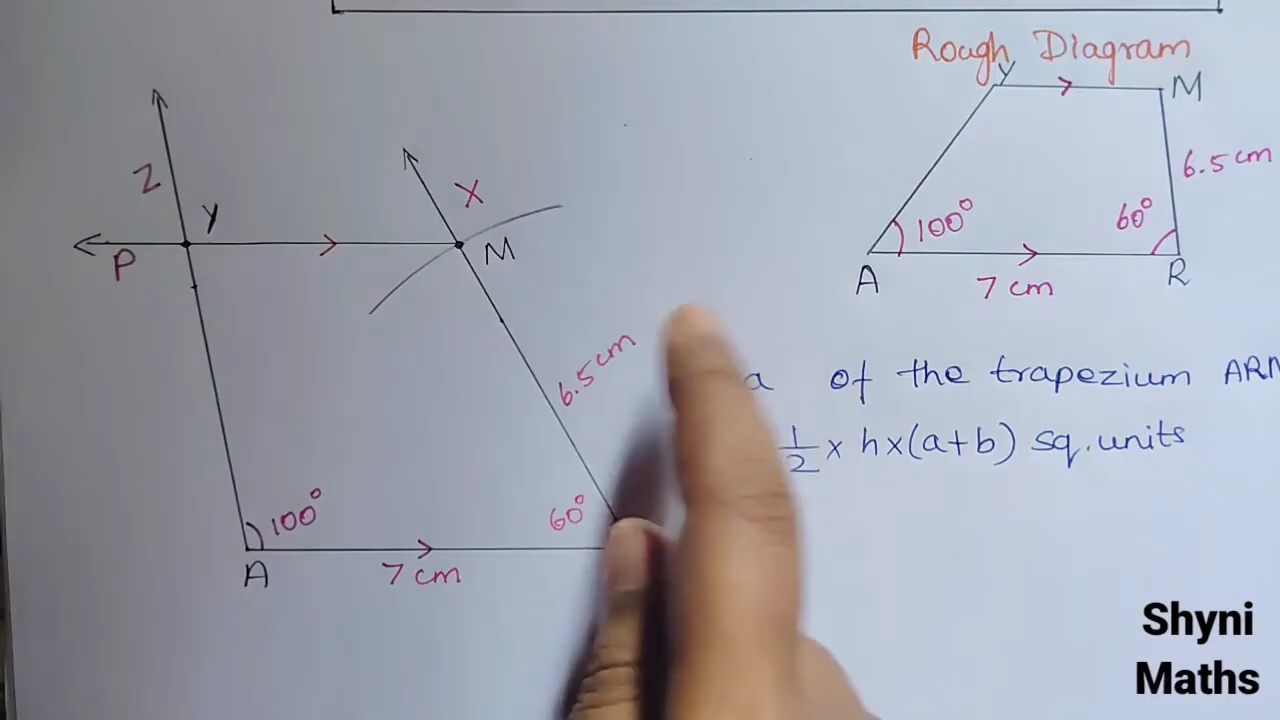 Rough Diagram
Y
M
6.5 cm
100°
60°
A
7 cm
R
Z
Y
X
P
M
6.5 cm
100°
60°
A
7 cm
of the trapezium
1/2 × h×(a+b) sq.units
Shyni
Maths